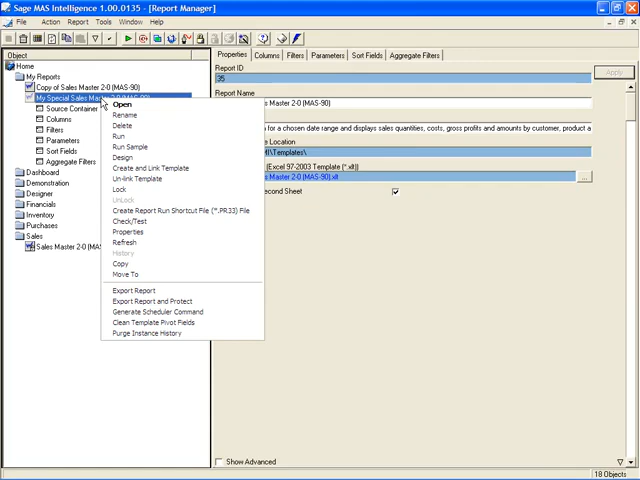 Sage MAS Intelligence 1.00.0135 - [Report Manager]
File Action Report Tools Window Help
Object
Home
My Reports
Copy of Sales Master 2-0 (MAS-90)
My Special Sales Master 2-0 (MAS-90)
Source Container
Columns
Filters
Parameters
Sort Fields
Aggregate Filters
Dashboard
Demonstration
Designer
Financials
Inventory
Purchases
Sales
Sales Master 2-0 (MAS
Open
Rename
Delete
Run
Run Sample
Design
Create and Link Template
Un-link Template
Lock
UnLock
Create Report Run Shortcut File (*.PR33) File
Check/Test
Properties
Refresh
History
Copy
Move To
Export Report
Export Report and Protect
Generate Scheduler Command
Clean Template Pivot Fields
Purge Instance History
Properties Columns Filters Parameters Sort Fields Aggregate Filters
Report ID
35
Apply
Report Name
es Master 2-0 (MAS-90)
for a chosen date range and displays sales quantities, costs, gross profits and amounts by customer, product a
e Location
MI\Templates\
(Excel 97-2003 Template (*.xlt))
es Master 2-0 (MAS-90).xlt
...
econd Sheet
Show Advanced
18 Objects